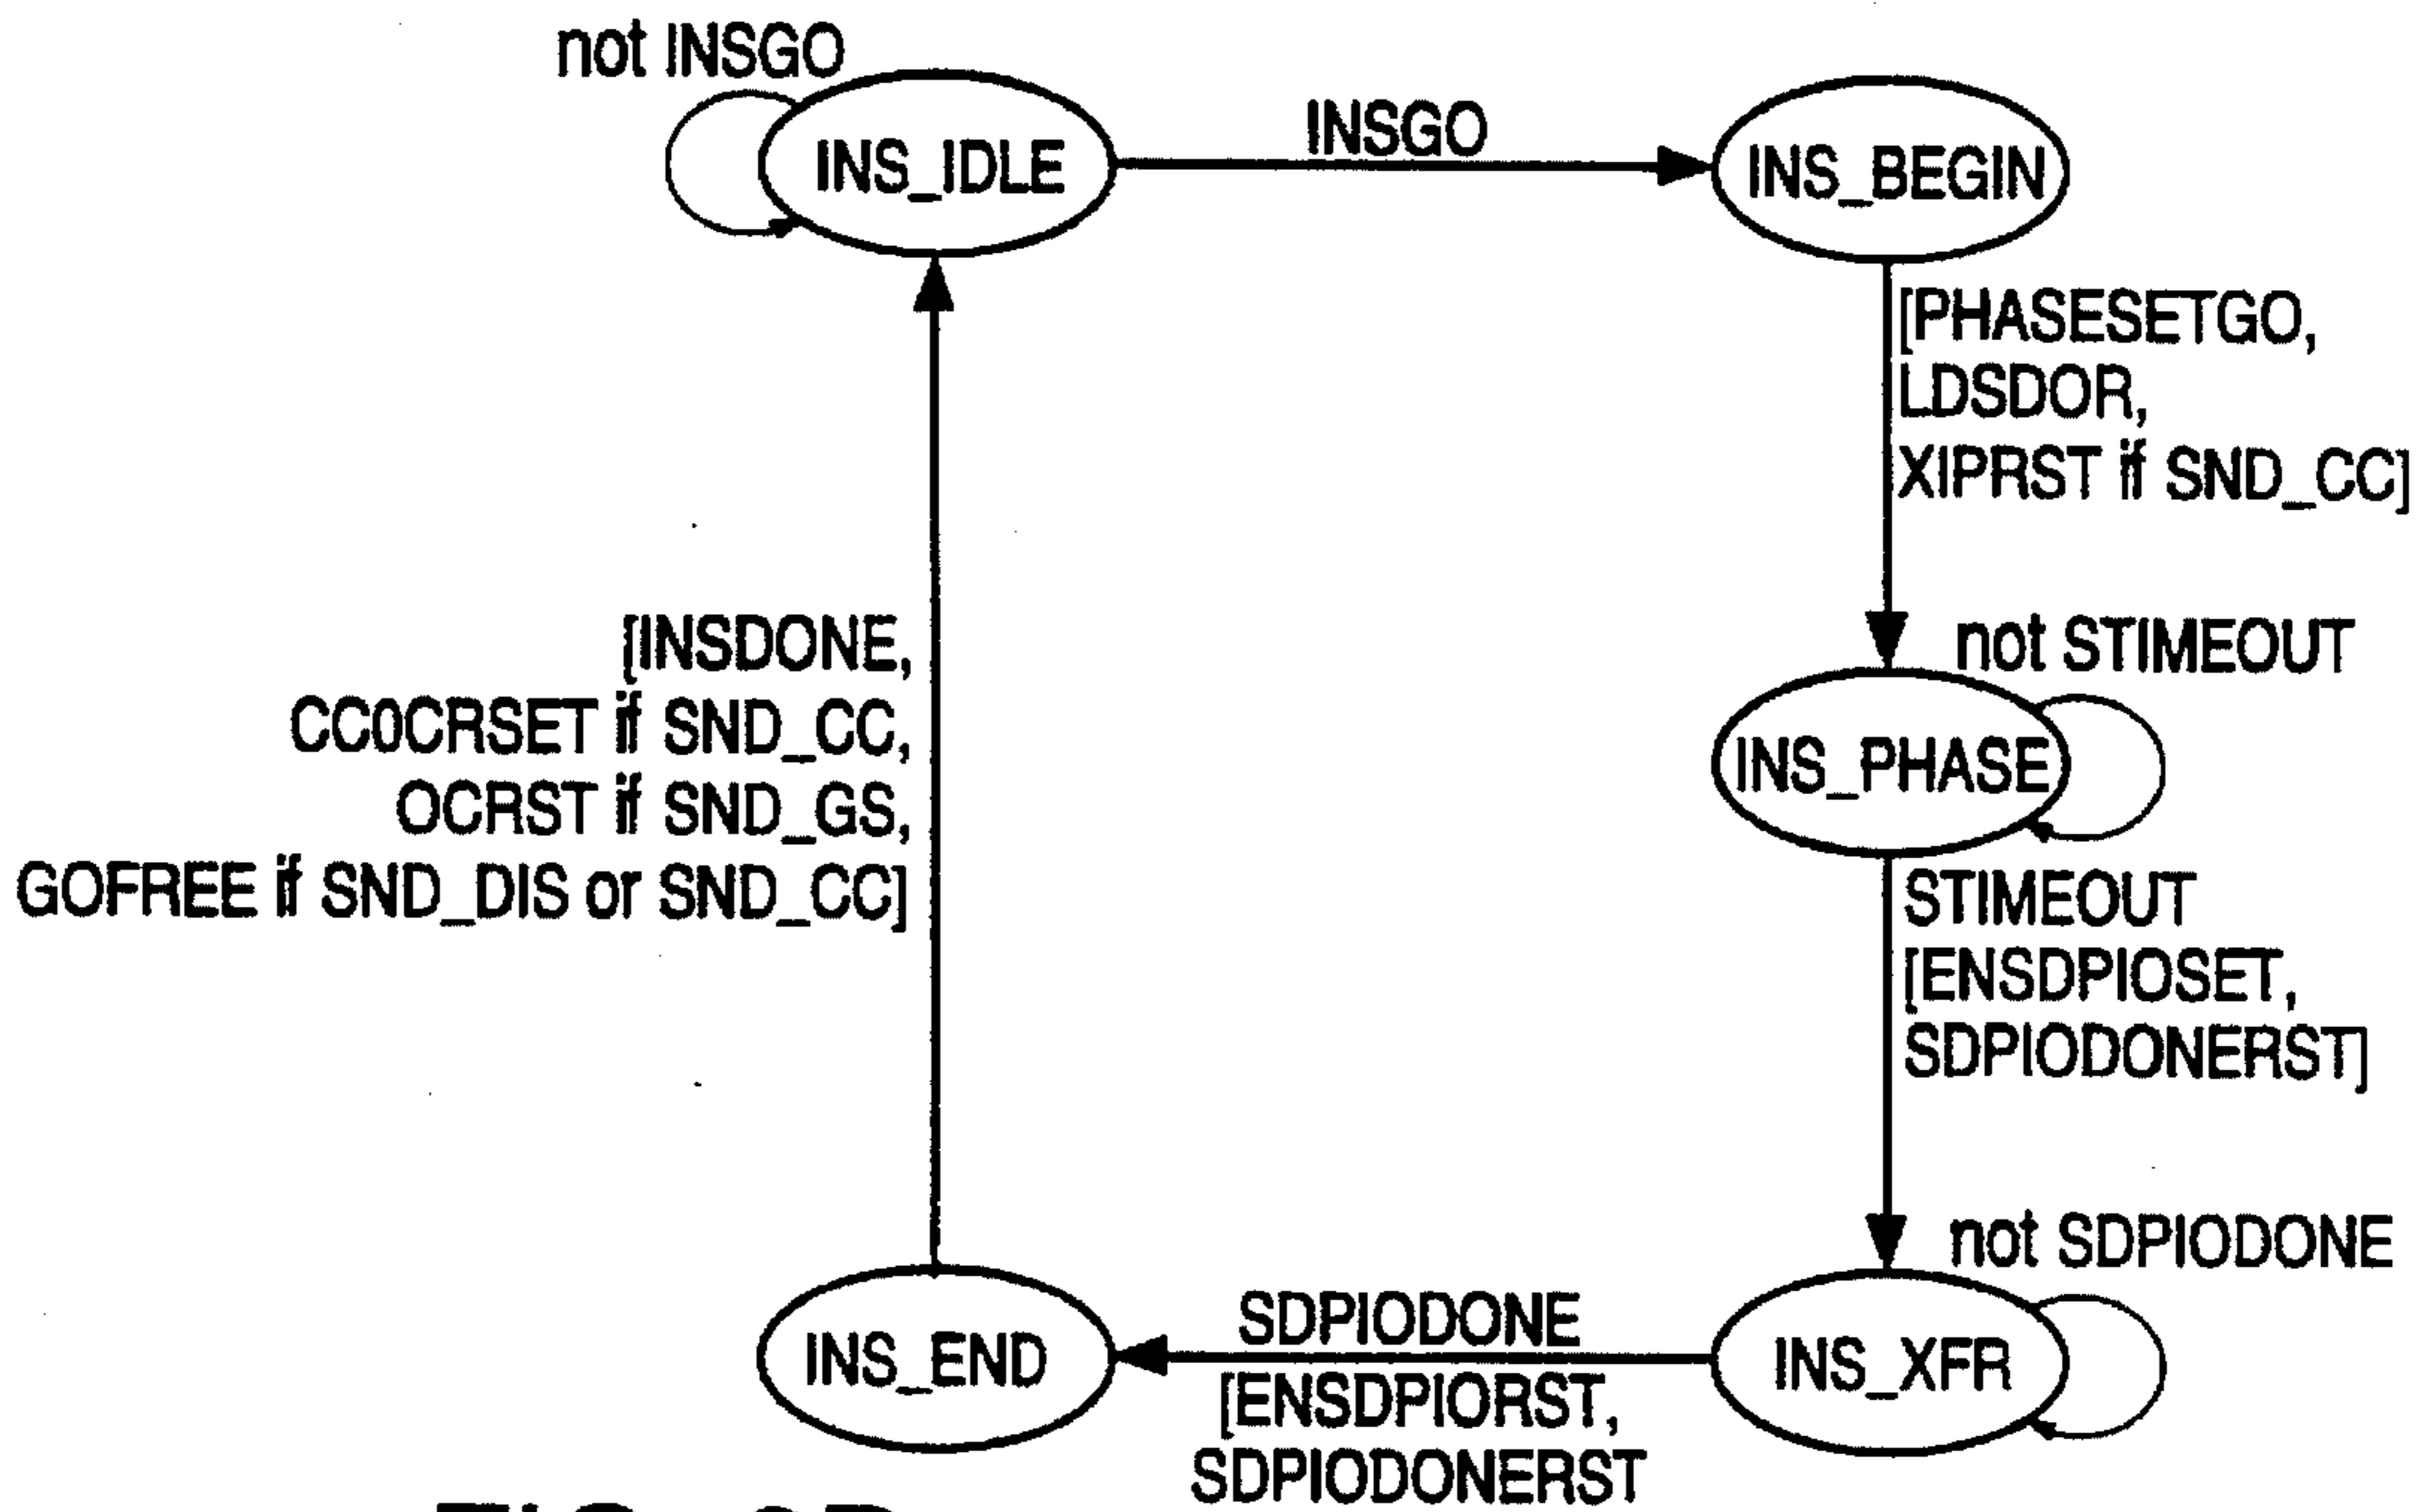 not INSGO
INS_IDLE
INSGO
INS_BEGIN
[PHASESETGO,
LDSDOR,
XIPRST if SND_CC]
not STIMEOUT
INS_PHASE
STIMEOUT
[ENSDPIOSET,
SDPIODONERST]
not SDPIODONE
INS_XFR
SDPIODONE
[ENSDPIORST,
SDPIODONERST
INS_END
[INSDONE,
CC0CRSET if SND_CC,
OCRST if SND_GS,
GOFREE if SND_DIS or SND_CC]